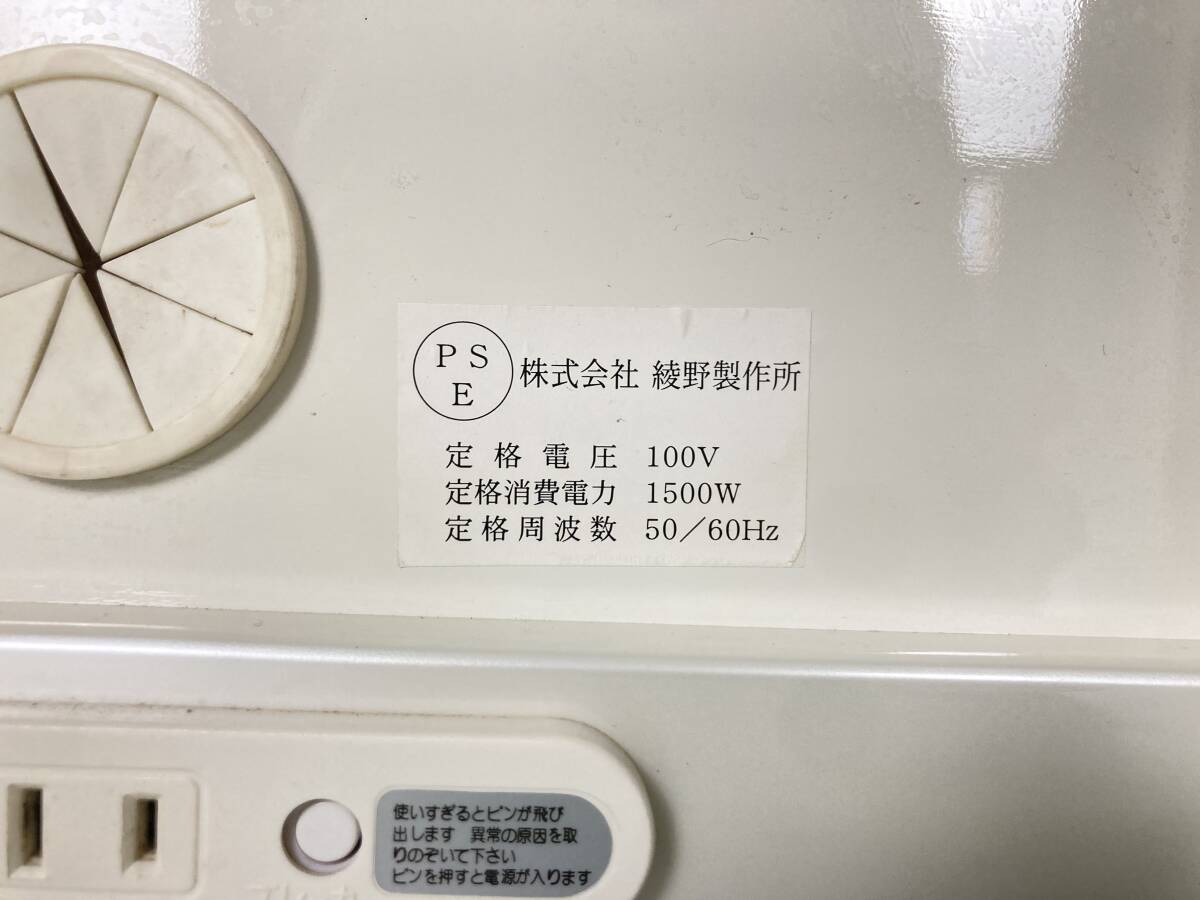 PS
E
株式会社 綾野製作所
定格電圧 100V
定格消費電力 1500W
定格周波数 50／60Hz
使いすぎるとピンが飛び
出します 異常の原因を取
りのぞいて下さい
ピンを押すと電源が入ります